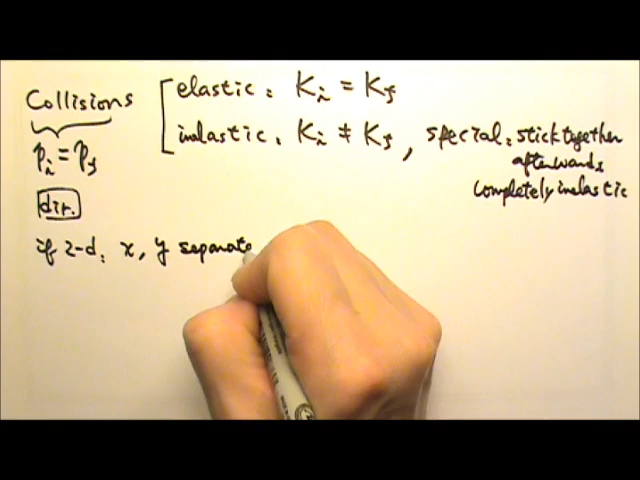 Collisions
elastic: Ki = Kf
inelastic: Ki ≠ Kf, special: stick together
afterwards
completely inelastic
Pi = Pf
dir.
if 2-d: x, y separate